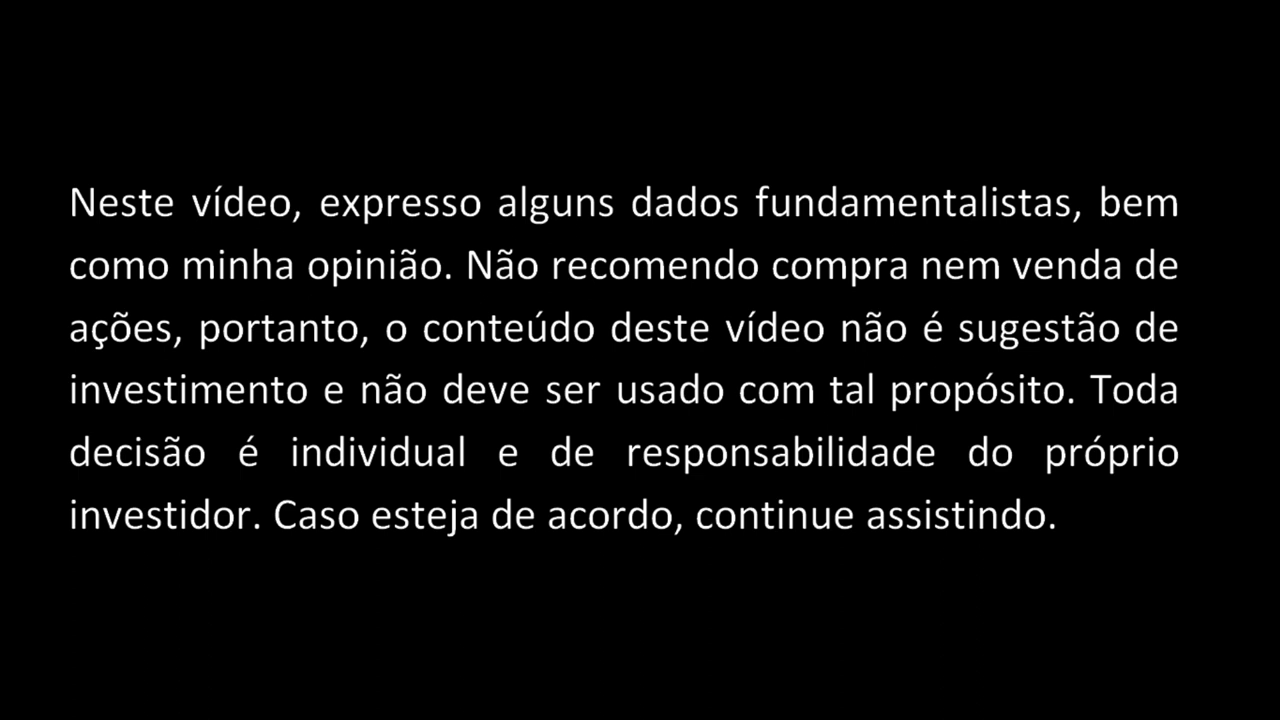 Neste vídeo, expresso alguns dados fundamentalistas, bem
como minha opinião. Não recomendo compra nem venda de
ações, portanto, o conteúdo deste vídeo não é sugestão de
investimento e não deve ser usado com tal propósito. Toda
decisão é individual e de responsabilidade do próprio
investidor. Caso esteja de acordo, continue assistindo.